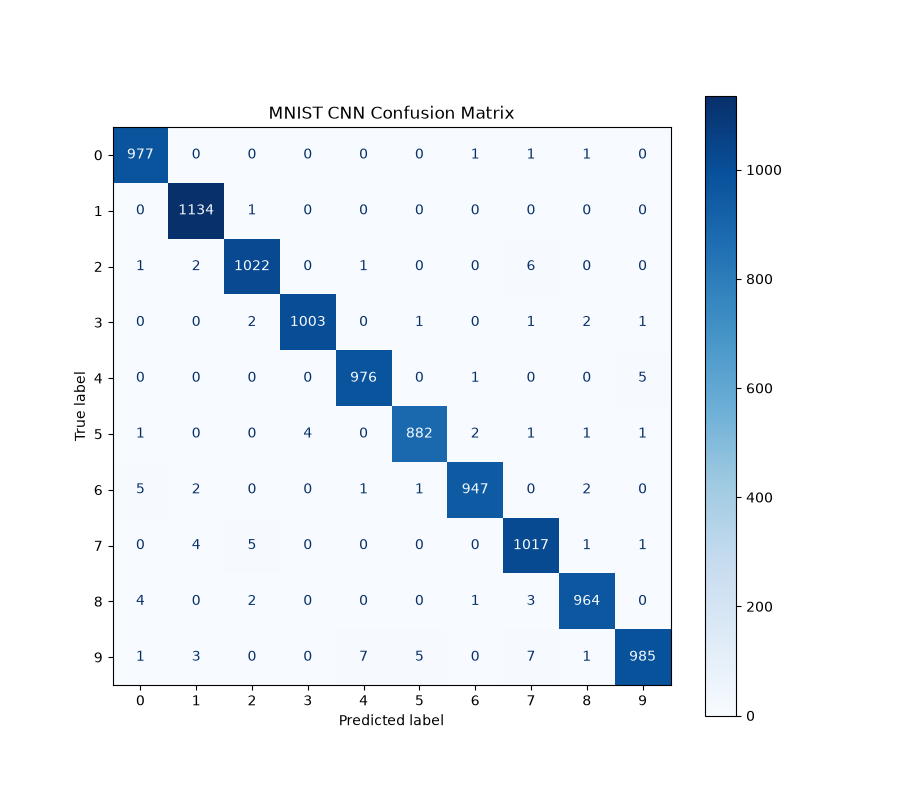 MNIST CNN Confusion Matrix
0 977 0 0 0 0 0 1 1 1 0
1 0 1134 1 0 0 0 0 0 0 0
2 1 2 1022 0 1 0 0 6 0 0
3 0 0 2 1003 0 1 0 1 2 1
4 0 0 0 0 976 0 1 0 0 5
5 1 0 0 4 0 882 2 1 1 1
6 5 2 0 0 1 1 947 0 2 0
7 0 4 5 0 0 0 0 1017 1 1
8 4 0 2 0 0 0 1 3 964 0
9 1 3 0 0 7 5 0 7 1 985
0 1 2 3 4 5 6 7 8 9
Predicted label
True label
1000
800
600
400
200
0